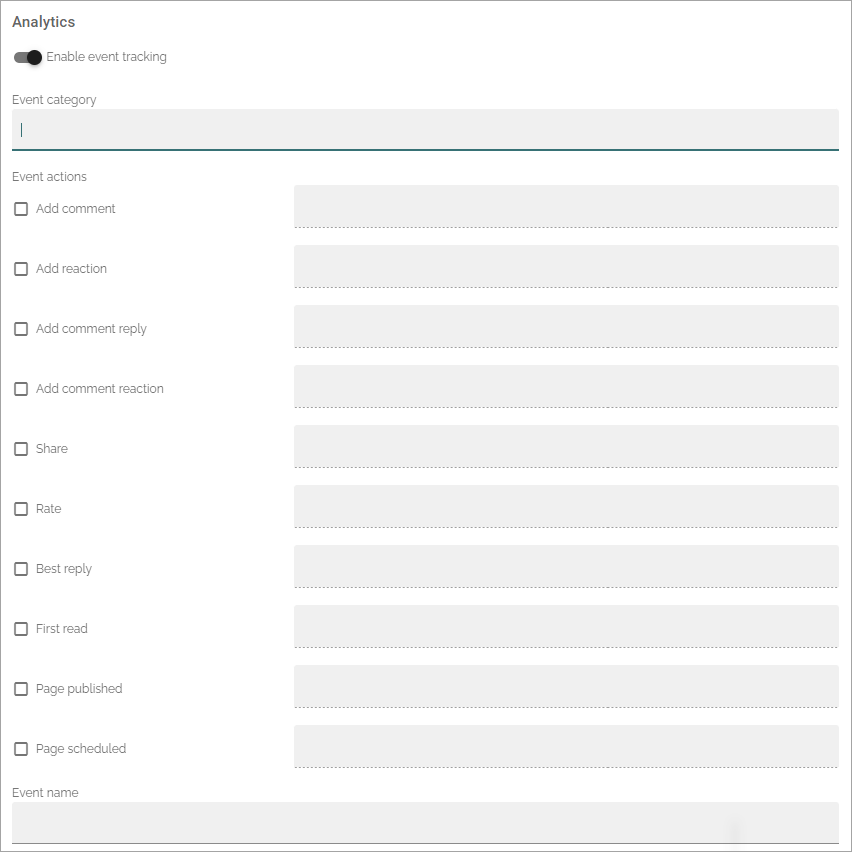 Analytics
Enable event tracking
Event category
Event actions
Add comment
Add reaction
Add comment reply
Add comment reaction
Share
Rate
Best reply
First read
Page published
Page scheduled
Event name